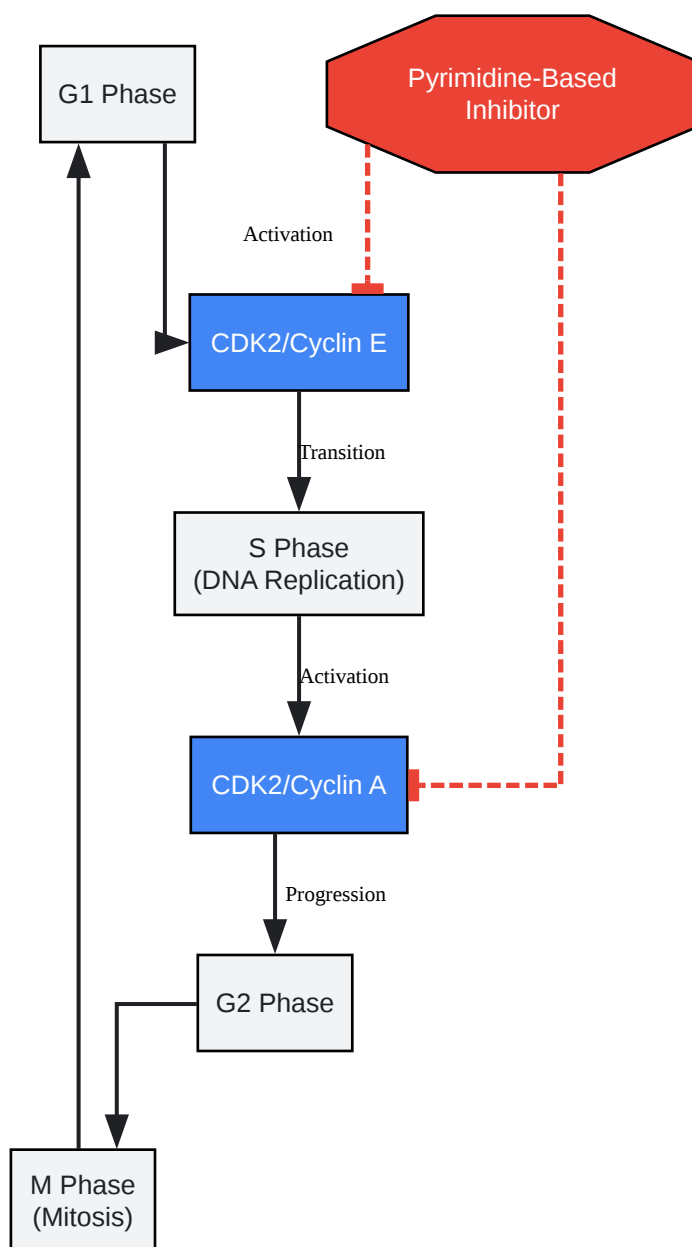 G1 Phase
Pyrimidine-Based
Inhibitor
Activation
CDK2/Cyclin E
Transition
S Phase
(DNA Replication)
Activation
CDK2/Cyclin A
Progression
G2 Phase
M Phase
(Mitosis)